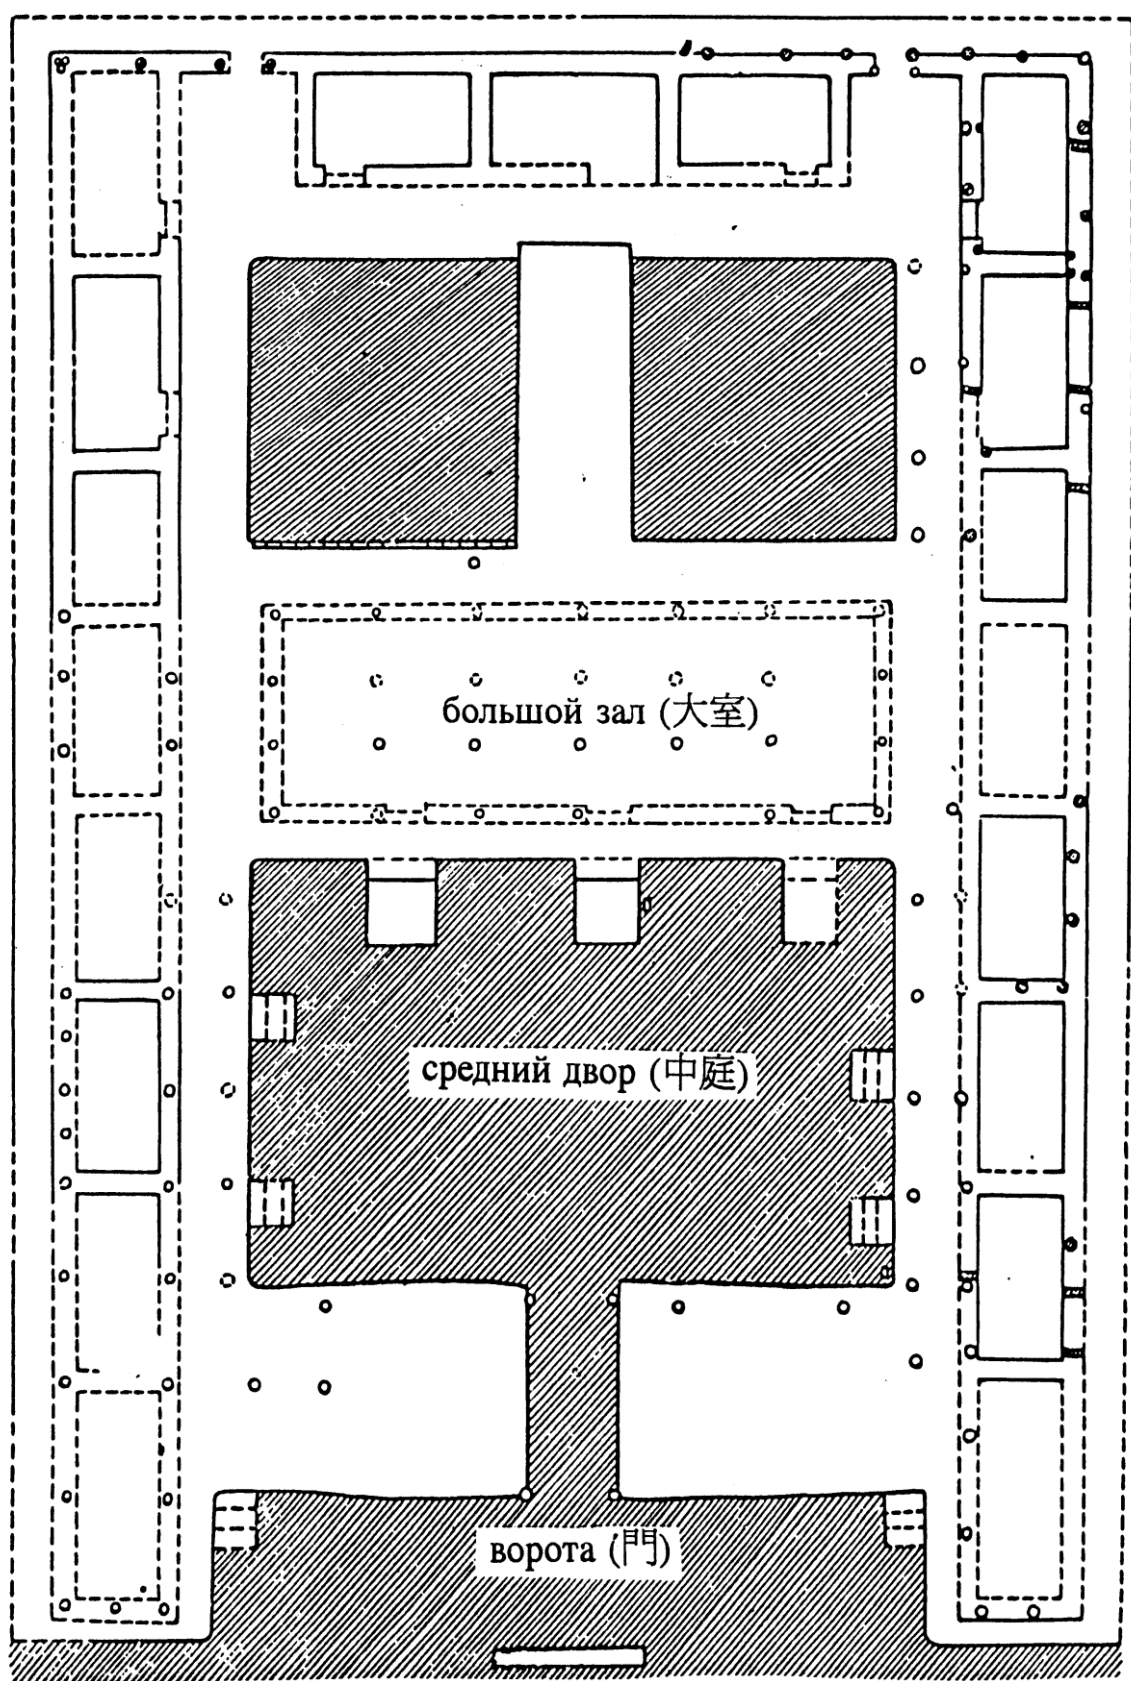 большой зал (大室)
средний двор (中庭)
ворота (門)